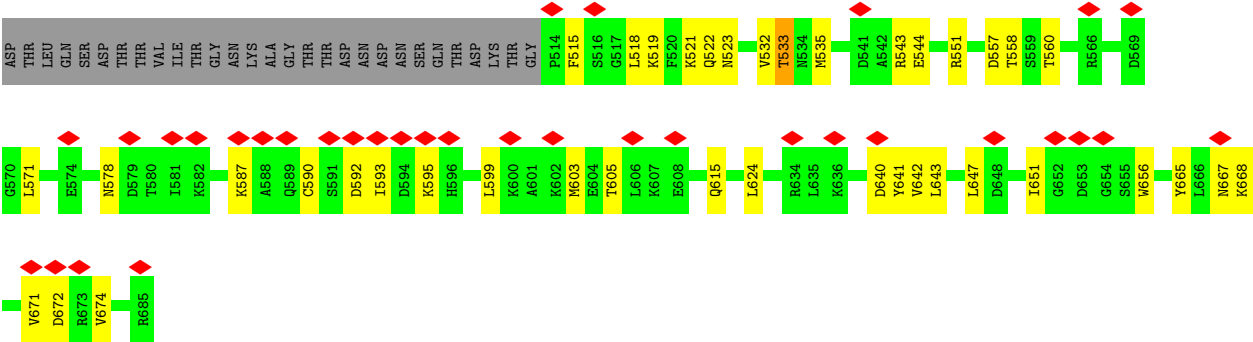 ASP THR LEU GLN SER ASP THR THR VAL ILE THR GLY ASN LYS ALA GLY THR THR ASP ASN ASP ASN SER GLN THR ASP LYS THR GLY P514 F515 S516 G517 L518 K519 F520 K521 Q522 N523 V532 T533 N534 M535 D541 A542 R543 E544 R551 D557 T558 S559 T560 R566 D569
G570 L571 E574 N578 D579 T580 I581 K582 K587 A588 Q589 C590 S591 D592 I593 D594 K595 H596 L599 K600 A601 K602 M603 E604 T605 L606 K607 E608 Q615 L624 R634 L635 K636 D640 Y641 V642 L643 L647 D648 I651 G652 D653 G654 S655 W656 Y665 L666 N667 K668
V671 D672 R673 V674 R685